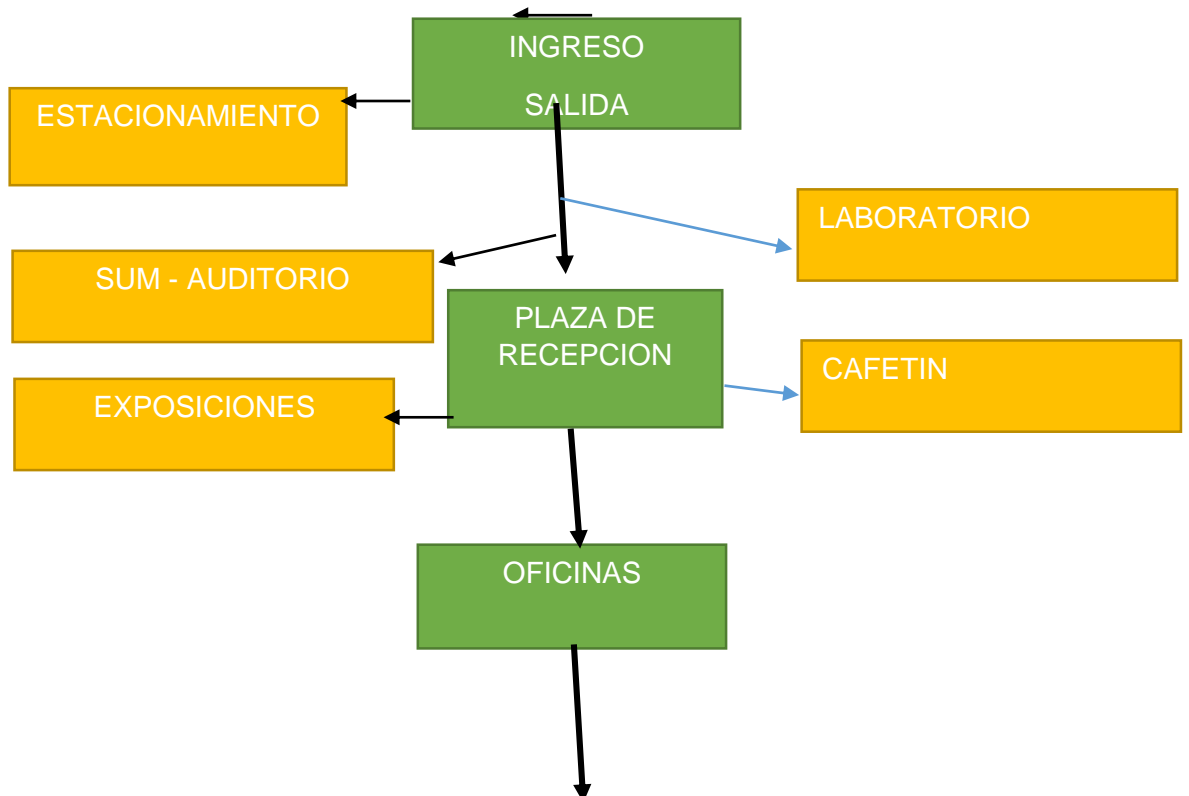 INGRESO
SALIDA
ESTACIONAMIENTO
LABORATORIO
SUM - AUDITORIO
PLAZA DE
RECEPCION
CAFETIN
EXPOSICIONES
OFICINAS